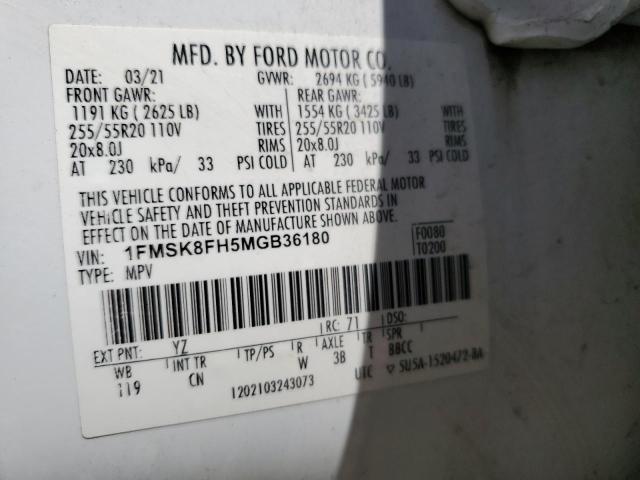 MFD. BY FORD MOTOR CO.
DATE: 03/21 GVWR: 2694 KG ( 5940 LB)
FRONT GAWR: REAR GAWR:
1191 KG ( 2625 LB) WITH 1554 KG ( 3425 LB) WITH
255/55R20 110V TIRES 255/55R20 110V TIRES
20x8.0J RIMS 20x8.0J RIMS
AT 230 kPa/ 33 PSI COLD AT 230 kPa/ 33 PSI COLD
THIS VEHICLE CONFORMS TO ALL APPLICABLE FEDERAL MOTOR
VEHICLE SAFETY AND THEFT PREVENTION STANDARDS IN
EFFECT ON THE DATE OF MANUFACTURE SHOWN ABOVE.
VIN: 1FMSK8FH5MGB36180 F0080
TYPE: MPV T0200
RC: 71 DSO:
EXT PNT: YZ
WB INT TR TP/PS R AXLE TR SPR
119 CN W 3B T BBCC
1202103243073 UTC ▽ 5U5A-1520472-BA